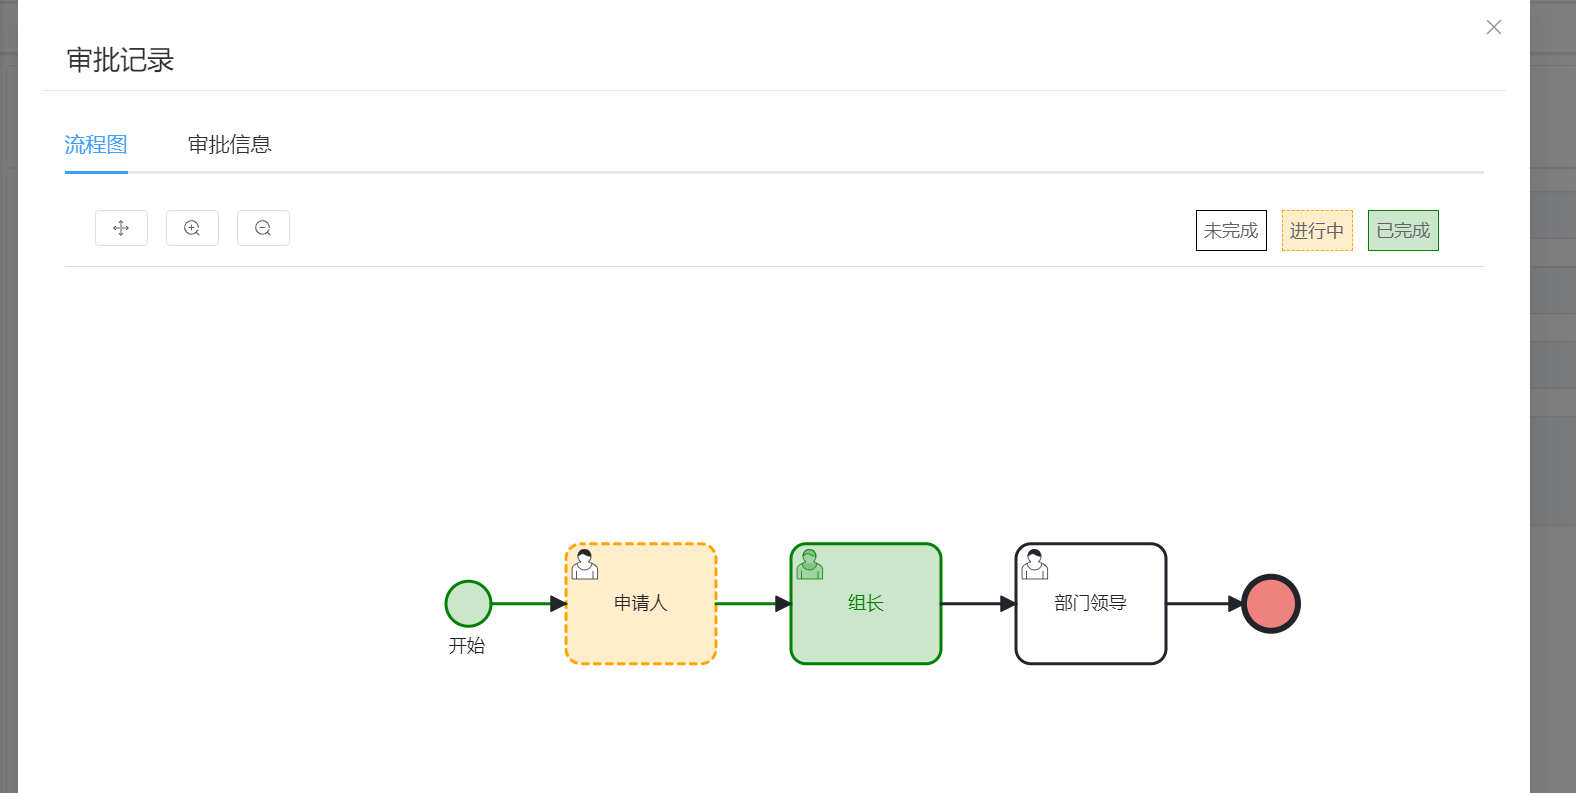 审批记录
流程图 审批信息
未完成 进行中 已完成
申请人 组长 部门领导
开始